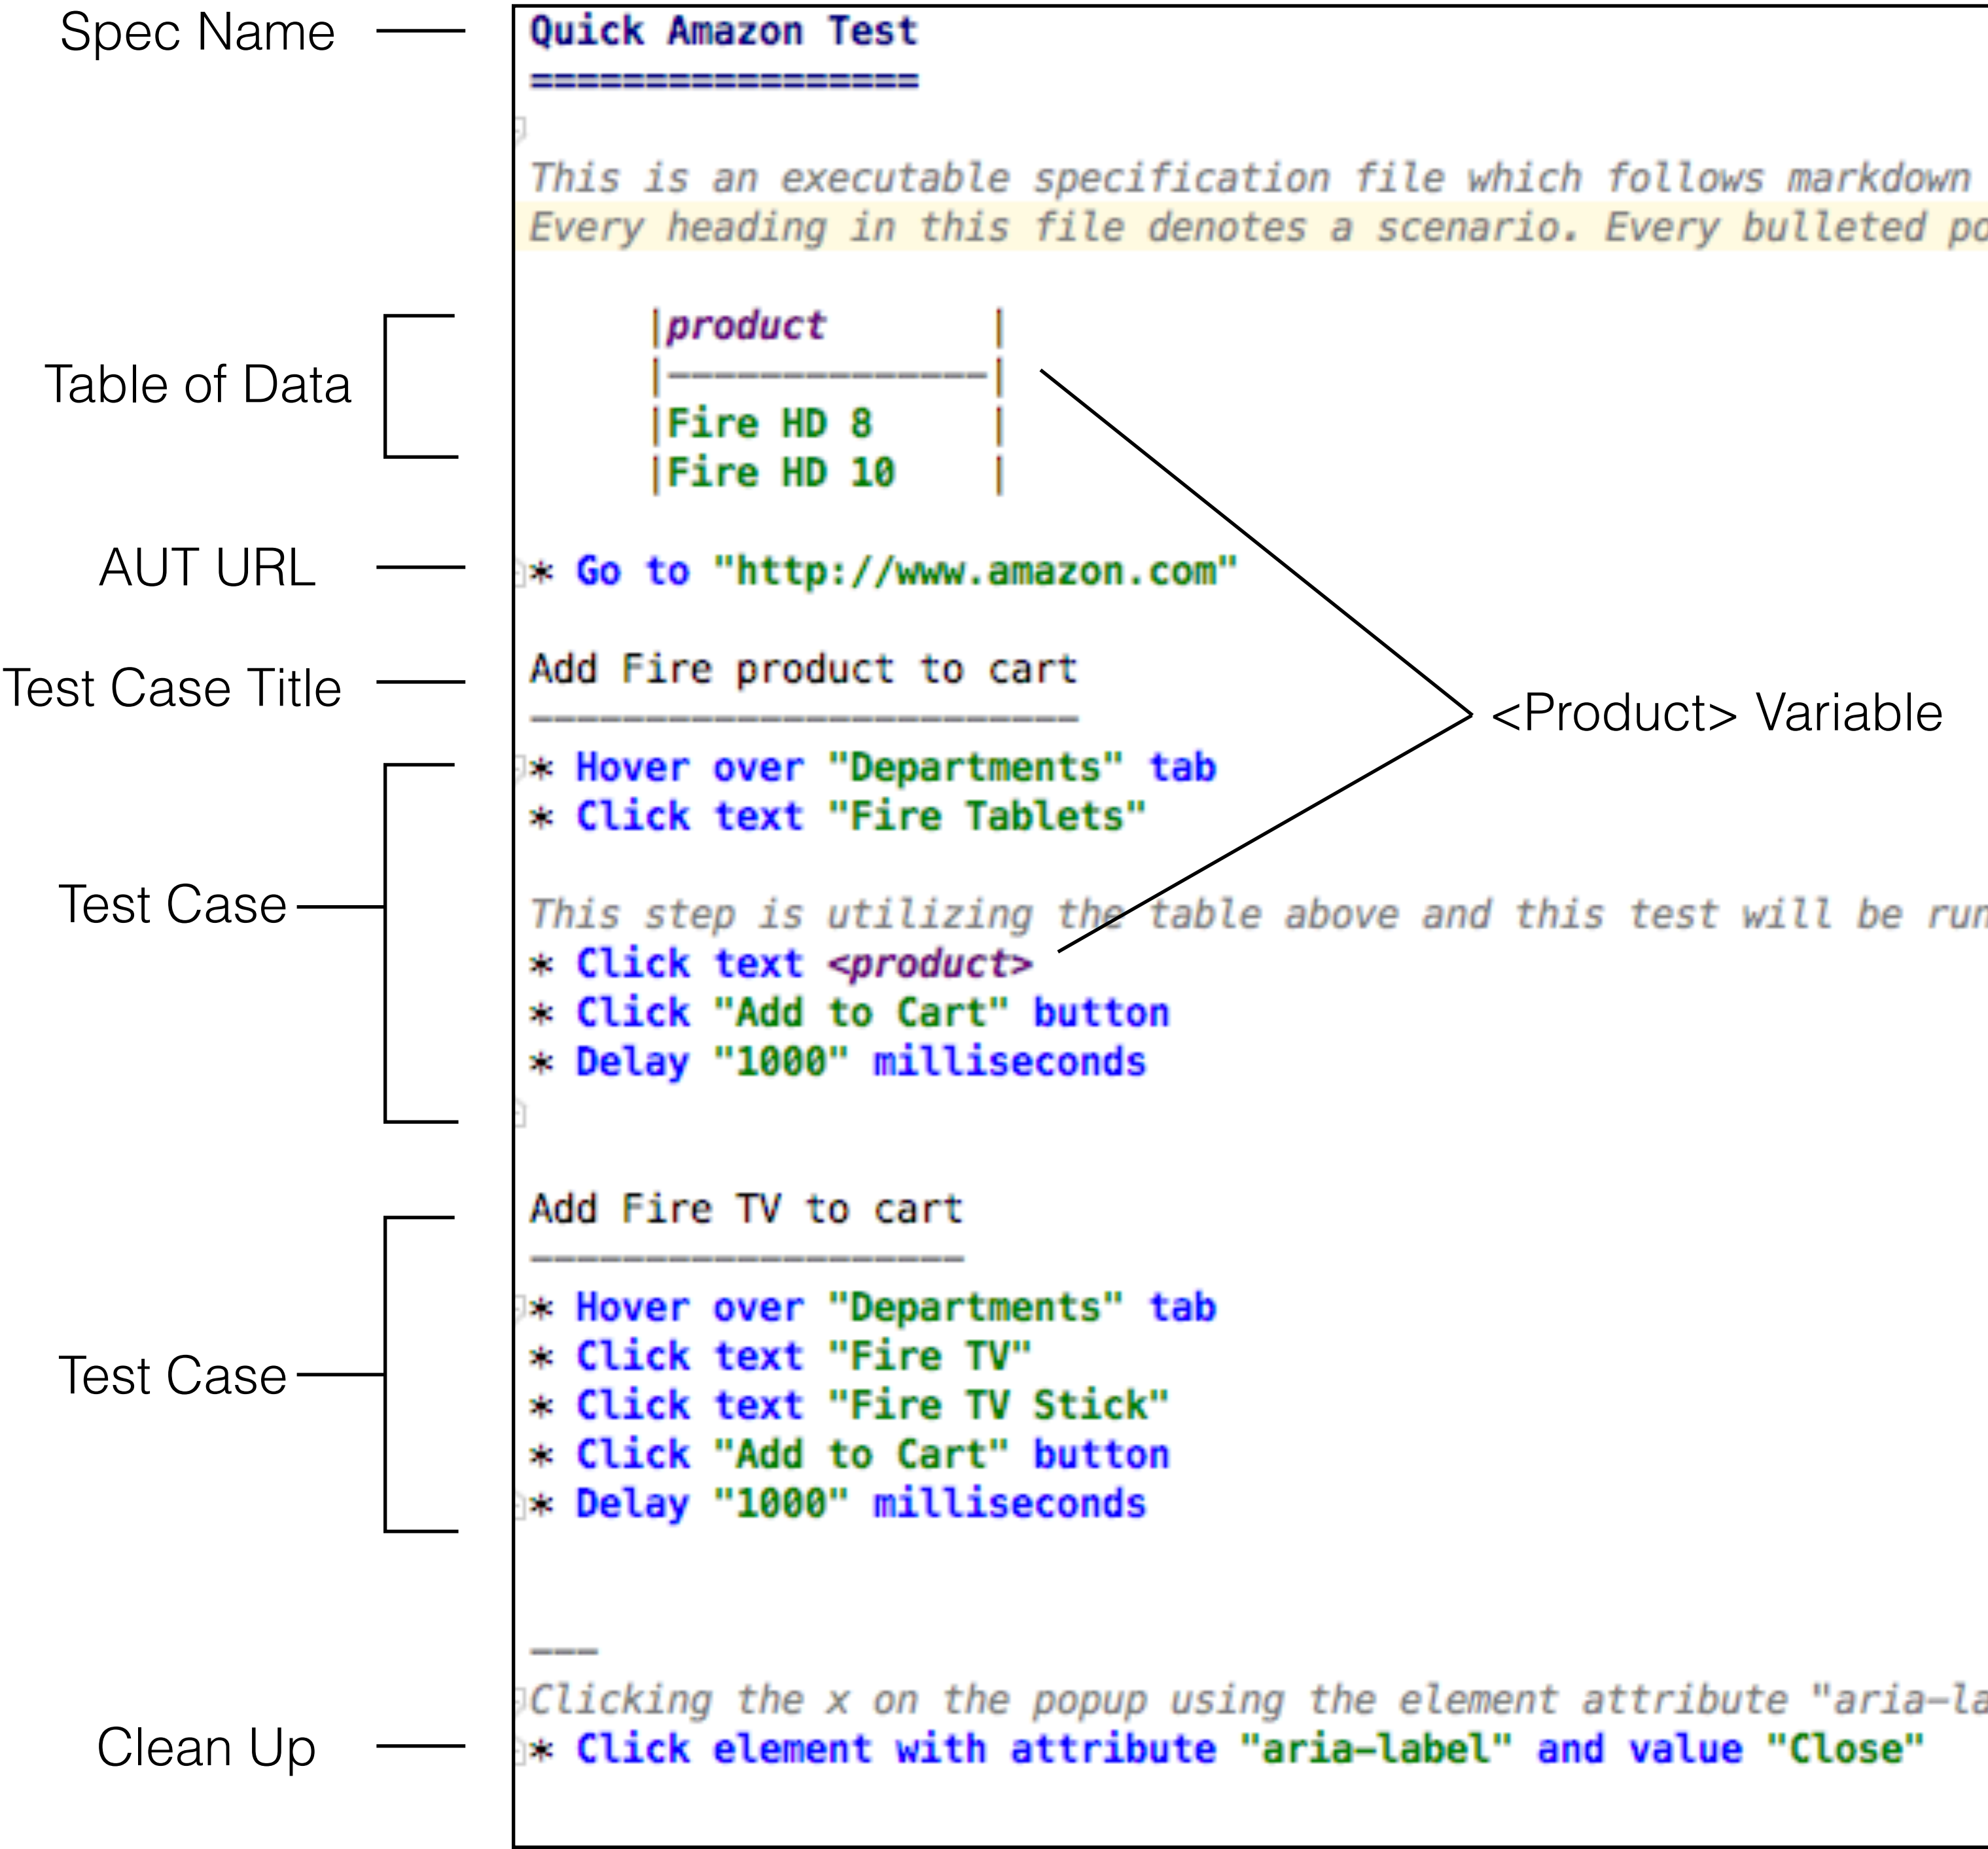 Spec Name
Quick Amazon Test
=================
This is an executable specification file which follows markdown
Every heading in this file denotes a scenario. Every bulleted po
Table of Data
|product |
|--------------|
|Fire HD 8 |
|Fire HD 10 |
AUT URL
* Go to "http://www.amazon.com"
Test Case Title
Add Fire product to cart
------------------------
<Product> Variable
Test Case
* Hover over "Departments" tab
* Click text "Fire Tablets"
This step is utilizing the table above and this test will be run
* Click text <product>
* Click "Add to Cart" button
* Delay "1000" milliseconds
Test Case
Add Fire TV to cart
-------------------
* Hover over "Departments" tab
* Click text "Fire TV"
* Click text "Fire TV Stick"
* Click "Add to Cart" button
* Delay "1000" milliseconds
---
Clean Up
Clicking the x on the popup using the element attribute "aria-la
* Click element with attribute "aria-label" and value "Close"